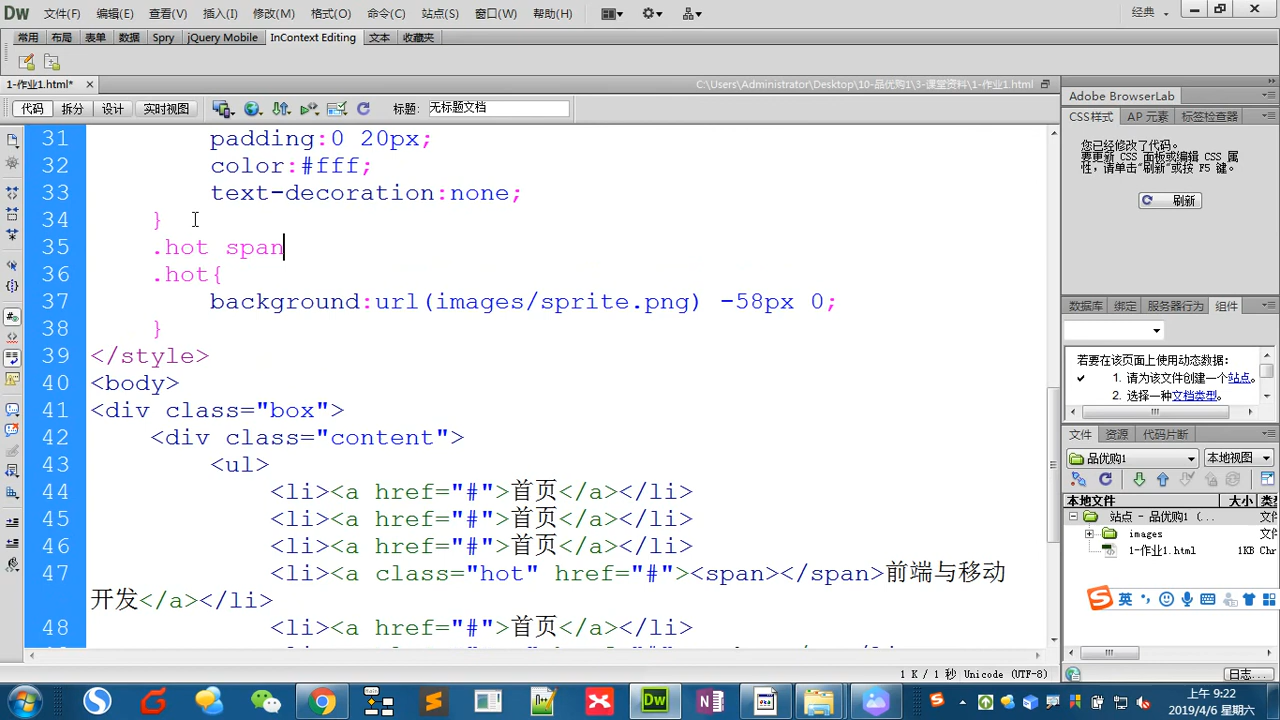 Dw 文件(F) 编辑(E) 查看(V) 插入(I) 修改(M) 格式(O) 命令(C) 站点(S) 窗口(W) 帮助(H) 经典
常用 布局 表单 数据 Spry jQuery Mobile InContext Editing 文本 收藏夹
1-作业1.html* C:\Users\Administrator\Desktop\10-品优购1\3-课堂资料\1-作业1.html
代码 拆分 设计 实时视图 标题: 无标题文档
31 padding:0 20px;
32 color:#fff;
33 text-decoration:none;
34 }
35 .hot span
36 .hot{
37 background:url(images/sprite.png) -58px 0;
38 }
39 </style>
40 <body>
41 <div class="box">
42 <div class="content">
43 <ul>
44 <li><a href="#">首页</a></li>
45 <li><a href="#">首页</a></li>
46 <li><a href="#">首页</a></li>
47 <li><a class="hot" href="#"><span></span>前端与移动
开发</a></li>
48 <li><a href="#">首页</a></li>
1 K / 1 秒 Unicode (UTF-8)
Adobe BrowserLab
CSS样式 AP 元素 标签检查器
您已经修改了代码。
要更新 CSS 面板或编辑 CSS 属
性，请单击“刷新”或按 F5 键。
刷新
数据库 绑定 服务器行为 组件
若要在该页面上使用动态数据:
1. 请为该文件创建一个站点。
2. 选择一种文档类型。
文件 资源 代码片断
品优购1 本地视图
本地文件 大小
站点 - 品优购1 (...
images
1-作业1.html 1KB
英
日志...
Dw
上午 9:22
2019/4/6 星期六